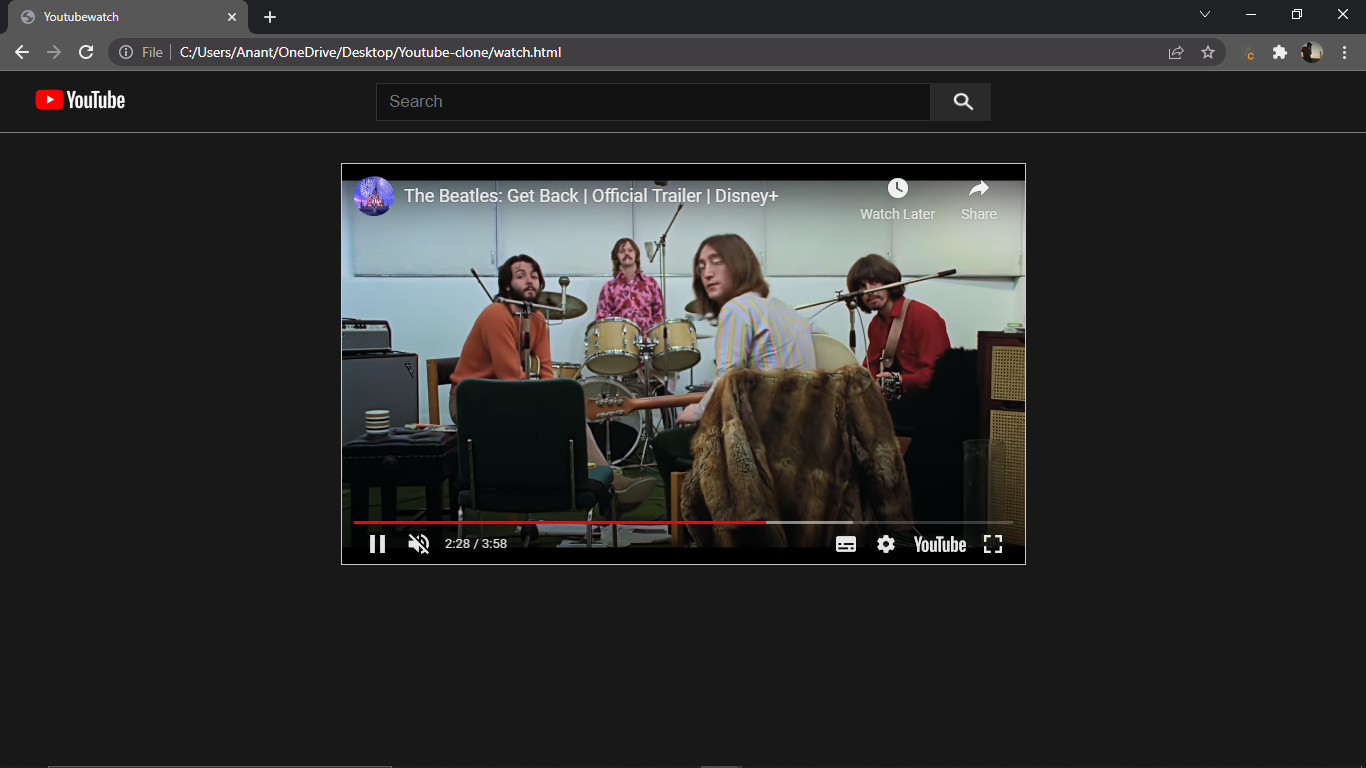 Youtubewatch
File C:/Users/Anant/OneDrive/Desktop/Youtube-clone/watch.html
YouTube
Search
The Beatles: Get Back | Official Trailer | Disney+
Watch Later
Share
2:28 / 3:58
YouTube